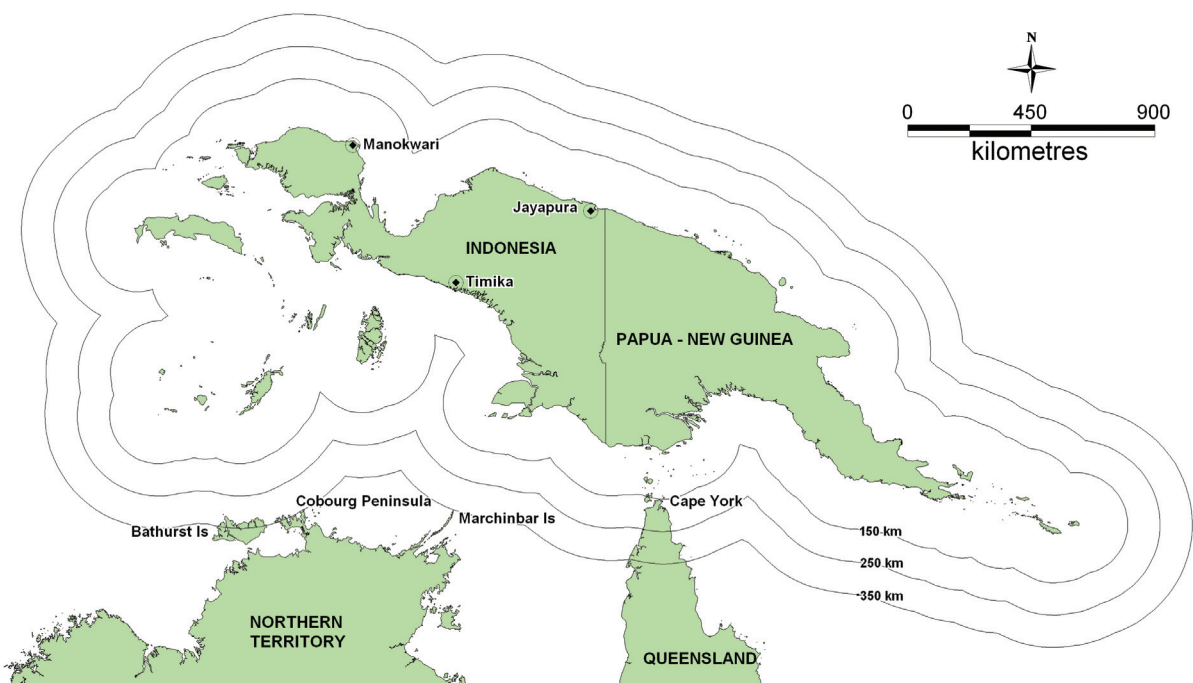 N
0 450 900
kilometres
Manokwari
Jayapura
INDONESIA
Timika
PAPUA - NEW GUINEA
Cobourg Peninsula
Cape York
Marchinbar Is
Bathurst Is
150 km
250 km
350 km
NORTHERN
TERRITORY
QUEENSLAND